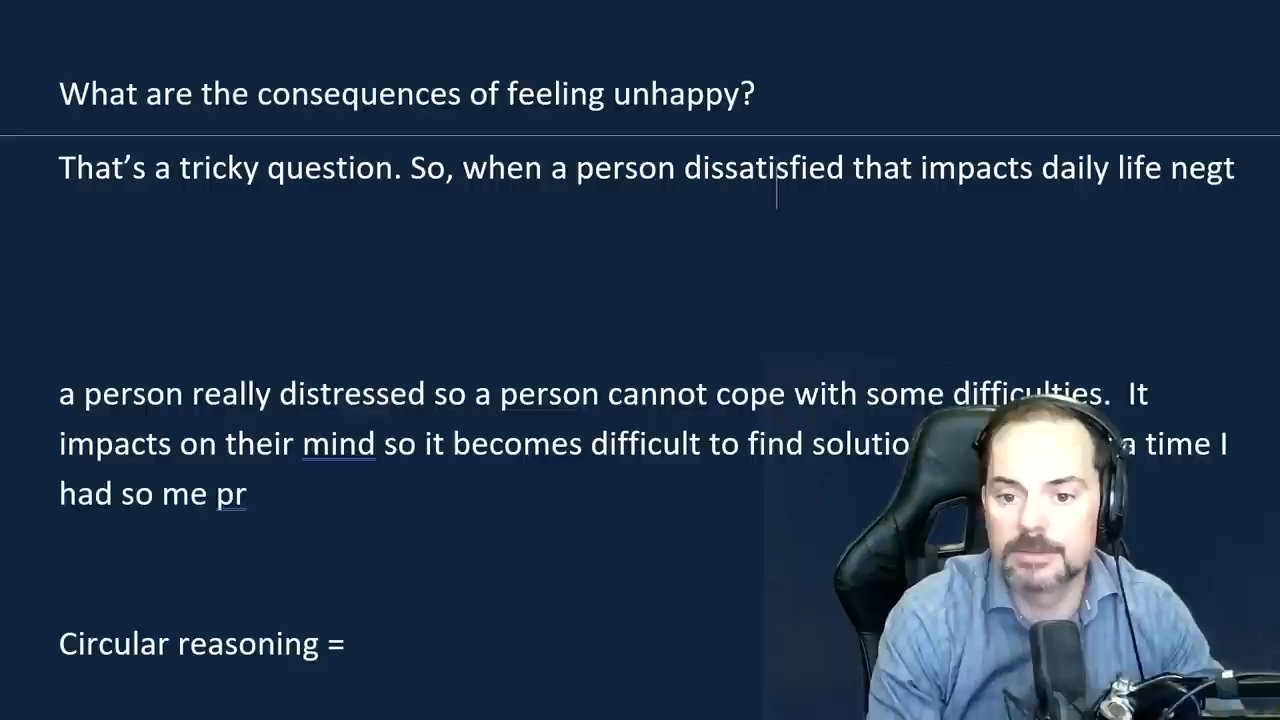 What are the consequences of feeling unhappy?
That’s a tricky question. So, when a person dissatisfied that impacts daily life negt
a person really distressed so a person cannot cope with some difficulties. It
impacts on their mind so it becomes difficult to find solutio a time I
had so me pr
Circular reasoning =